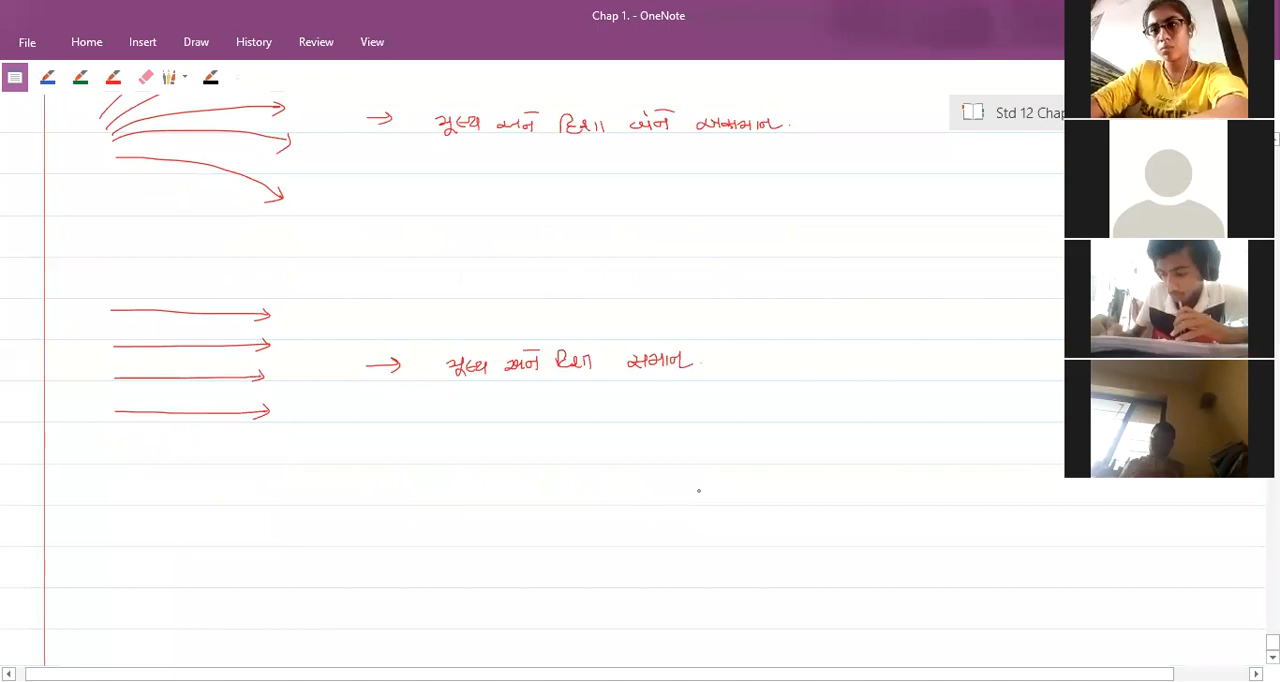 Chap 1. - OneNote
File Home Insert Draw History Review View
Std 12 Chap
→ મૂલ્ય અને દિશા બંને અસમાન.
→ મૂલ્ય અને દિશા સમાન.